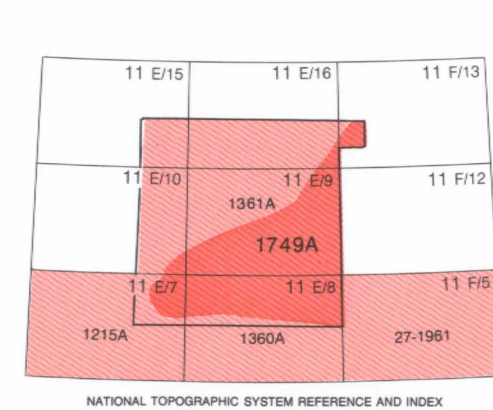 11 E/15 11 E/16 11 F/13
11 E/10 11 E/9 11 F/12
1361A
1749A
11 E/7 11 E/8 11 F/5
1215A 1360A 27-1961
NATIONAL TOPOGRAPHIC SYSTEM REFERENCE AND INDEX